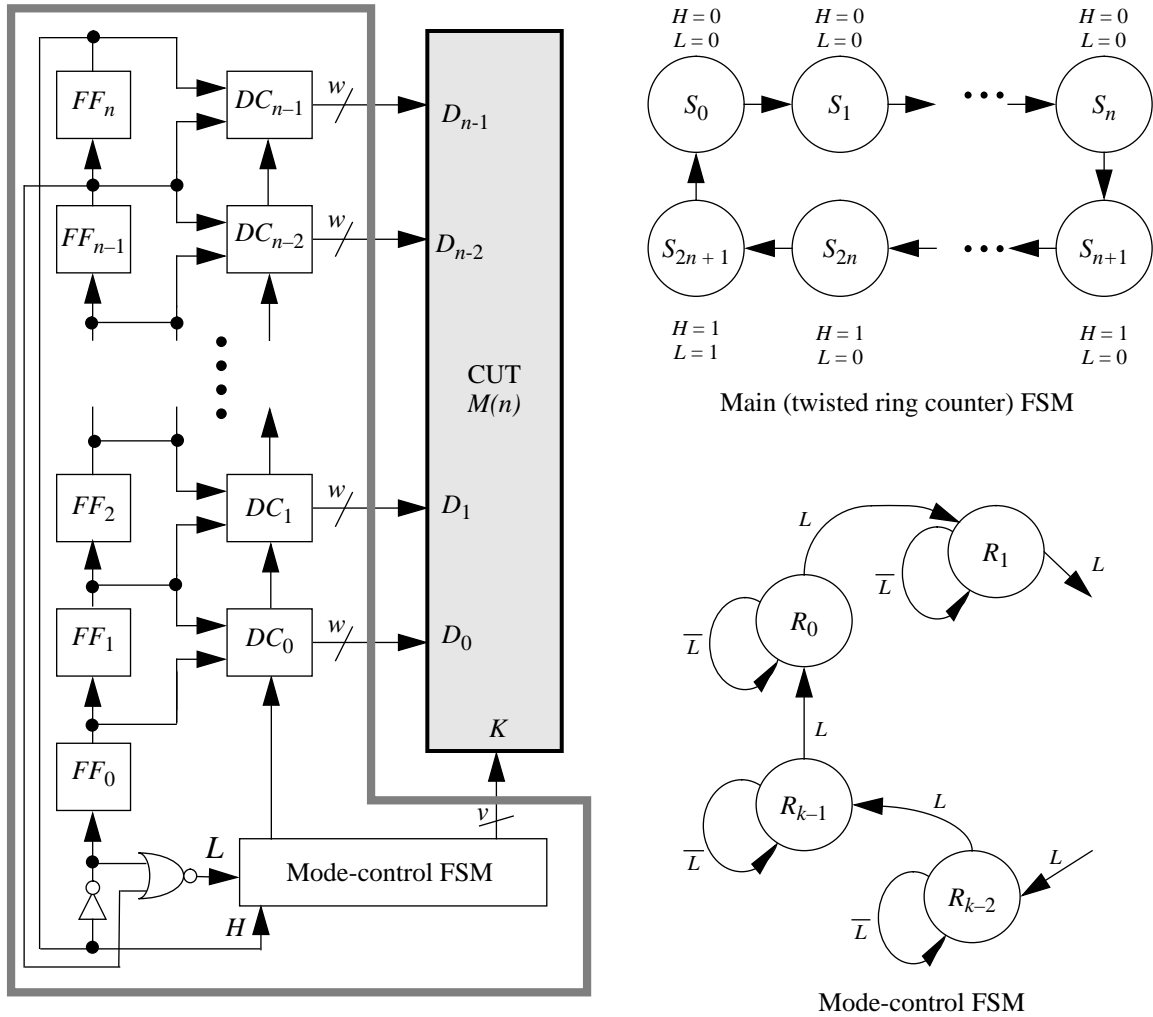 FFₙ
DCₙ₋₁
w
Dₙ₋₁
FFₙ₋₁
DCₙ₋₂
w
Dₙ₋₂
CUT
M(n)
FF₂
DC₁
w
D₁
FF₁
DC₀
w
D₀
FF₀
K
v
L
H
Mode-control FSM
H = 0
L = 0
H = 0
L = 0
H = 0
L = 0
S₀
S₁
Sₙ
S₂ₙ₊₁
S₂ₙ
Sₙ₊₁
H = 1
L = 1
H = 1
L = 0
H = 1
L = 0
Main (twisted ring counter) FSM
L
R₁
L
L̅
R₀
L̅
L
Rₖ₋₁
L
L̅
L
Rₖ₋₂
L̅
Mode-control FSM